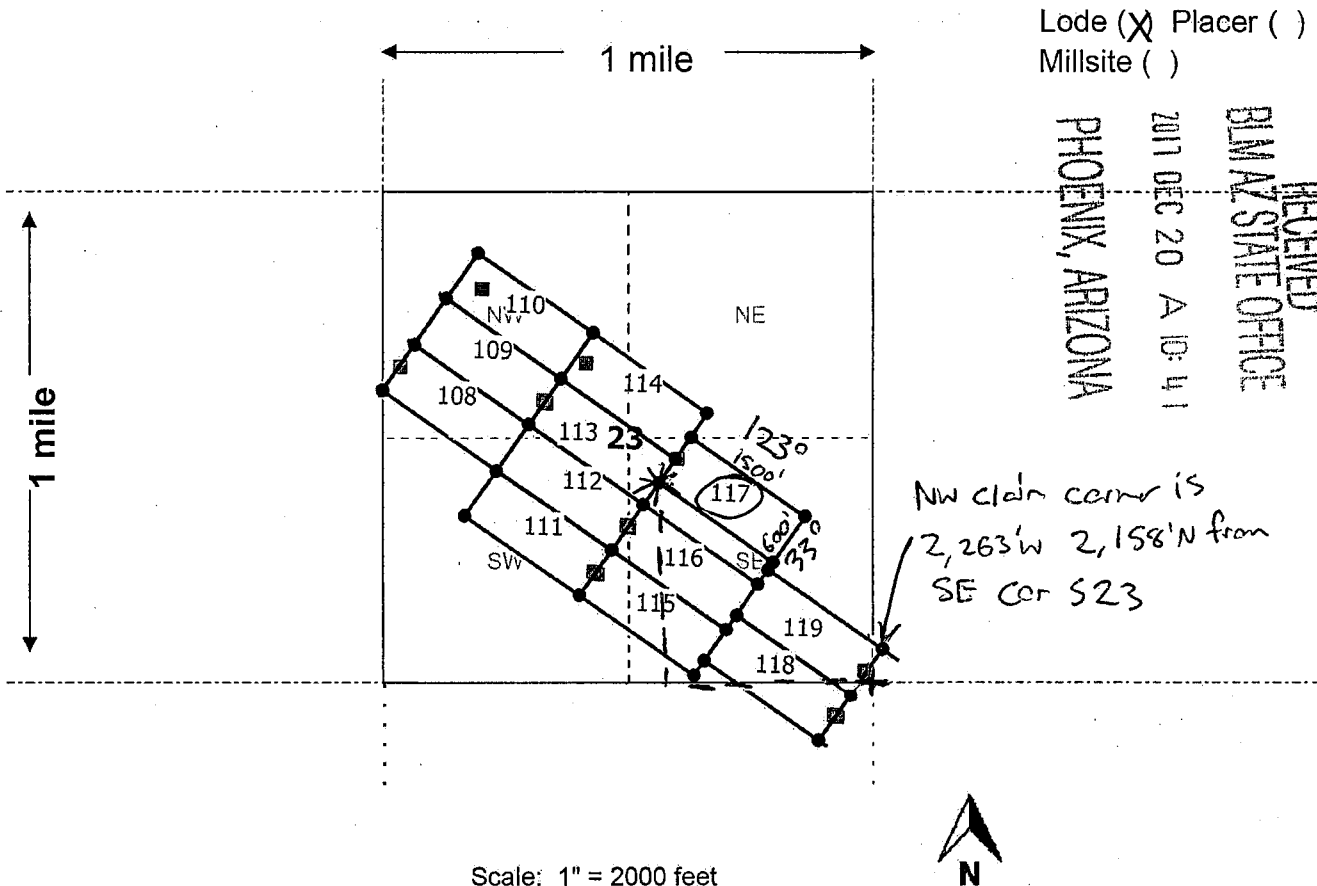 Lode (X) Placer ( )
Millsite ( )
1 mile
RECEIVED
BLM AZ STATE OFFICE
2017 DEC 20 A 10:41
PHOENIX, ARIZONA
1 mile
NW
NE
110
109
114
108
113
23
123°
1500'
112
117
111
600'
33°
SW
116
SE
115
119
118
NW claim corner is
2,263'W 2,158'N from
SE Cor S23
Scale: 1" = 2000 feet
N